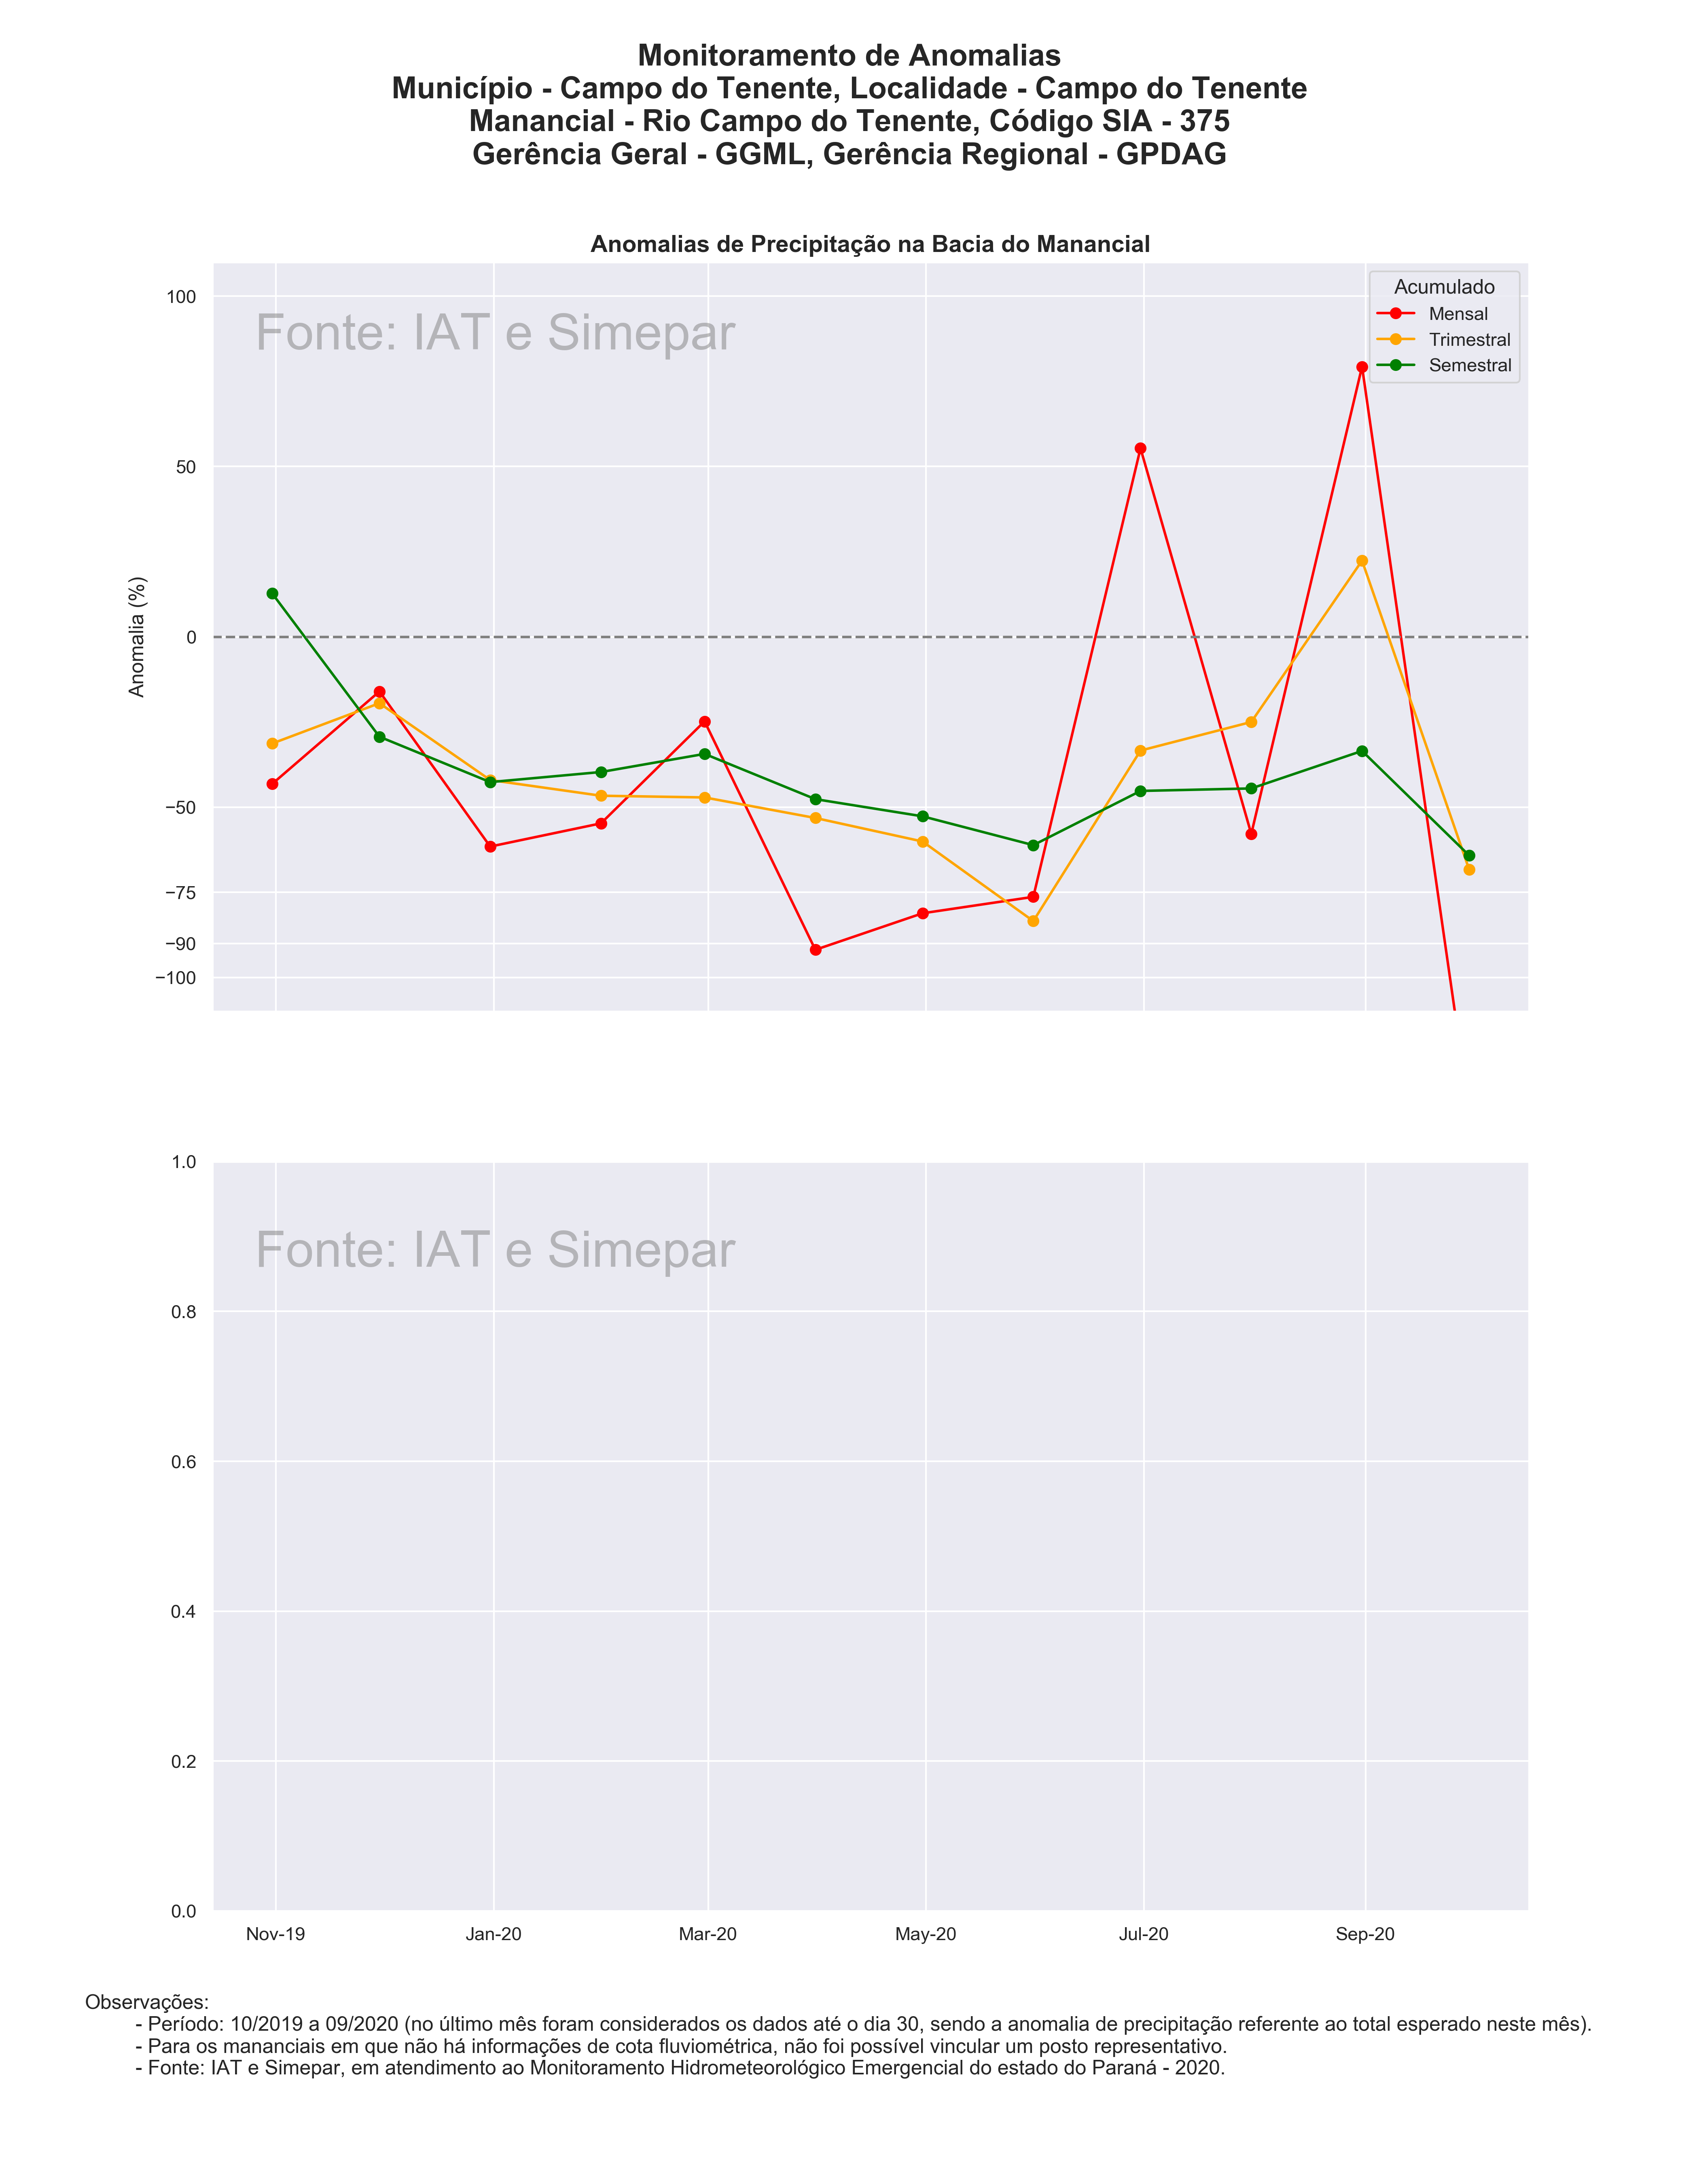 Monitoramento de Anomalias
Município - Campo do Tenente, Localidade - Campo do Tenente
Manancial - Rio Campo do Tenente, Código SIA - 375
Gerência Geral - GGML, Gerência Regional - GPDAG
Anomalias de Precipitação na Bacia do Manancial
Fonte: IAT e Simepar
Acumulado
Mensal
Trimestral
Semestral
Anomalia (%)
100
50
0
−50
−75
−90
−100
Fonte: IAT e Simepar
1.0
0.8
0.6
0.4
0.2
0.0
Nov-19 Jan-20 Mar-20 May-20 Jul-20 Sep-20
Observações:
- Período: 10/2019 a 09/2020 (no último mês foram considerados os dados até o dia 30, sendo a anomalia de precipitação referente ao total esperado neste mês).
- Para os mananciais em que não há informações de cota fluviométrica, não foi possível vincular um posto representativo.
- Fonte: IAT e Simepar, em atendimento ao Monitoramento Hidrometeorológico Emergencial do estado do Paraná - 2020.